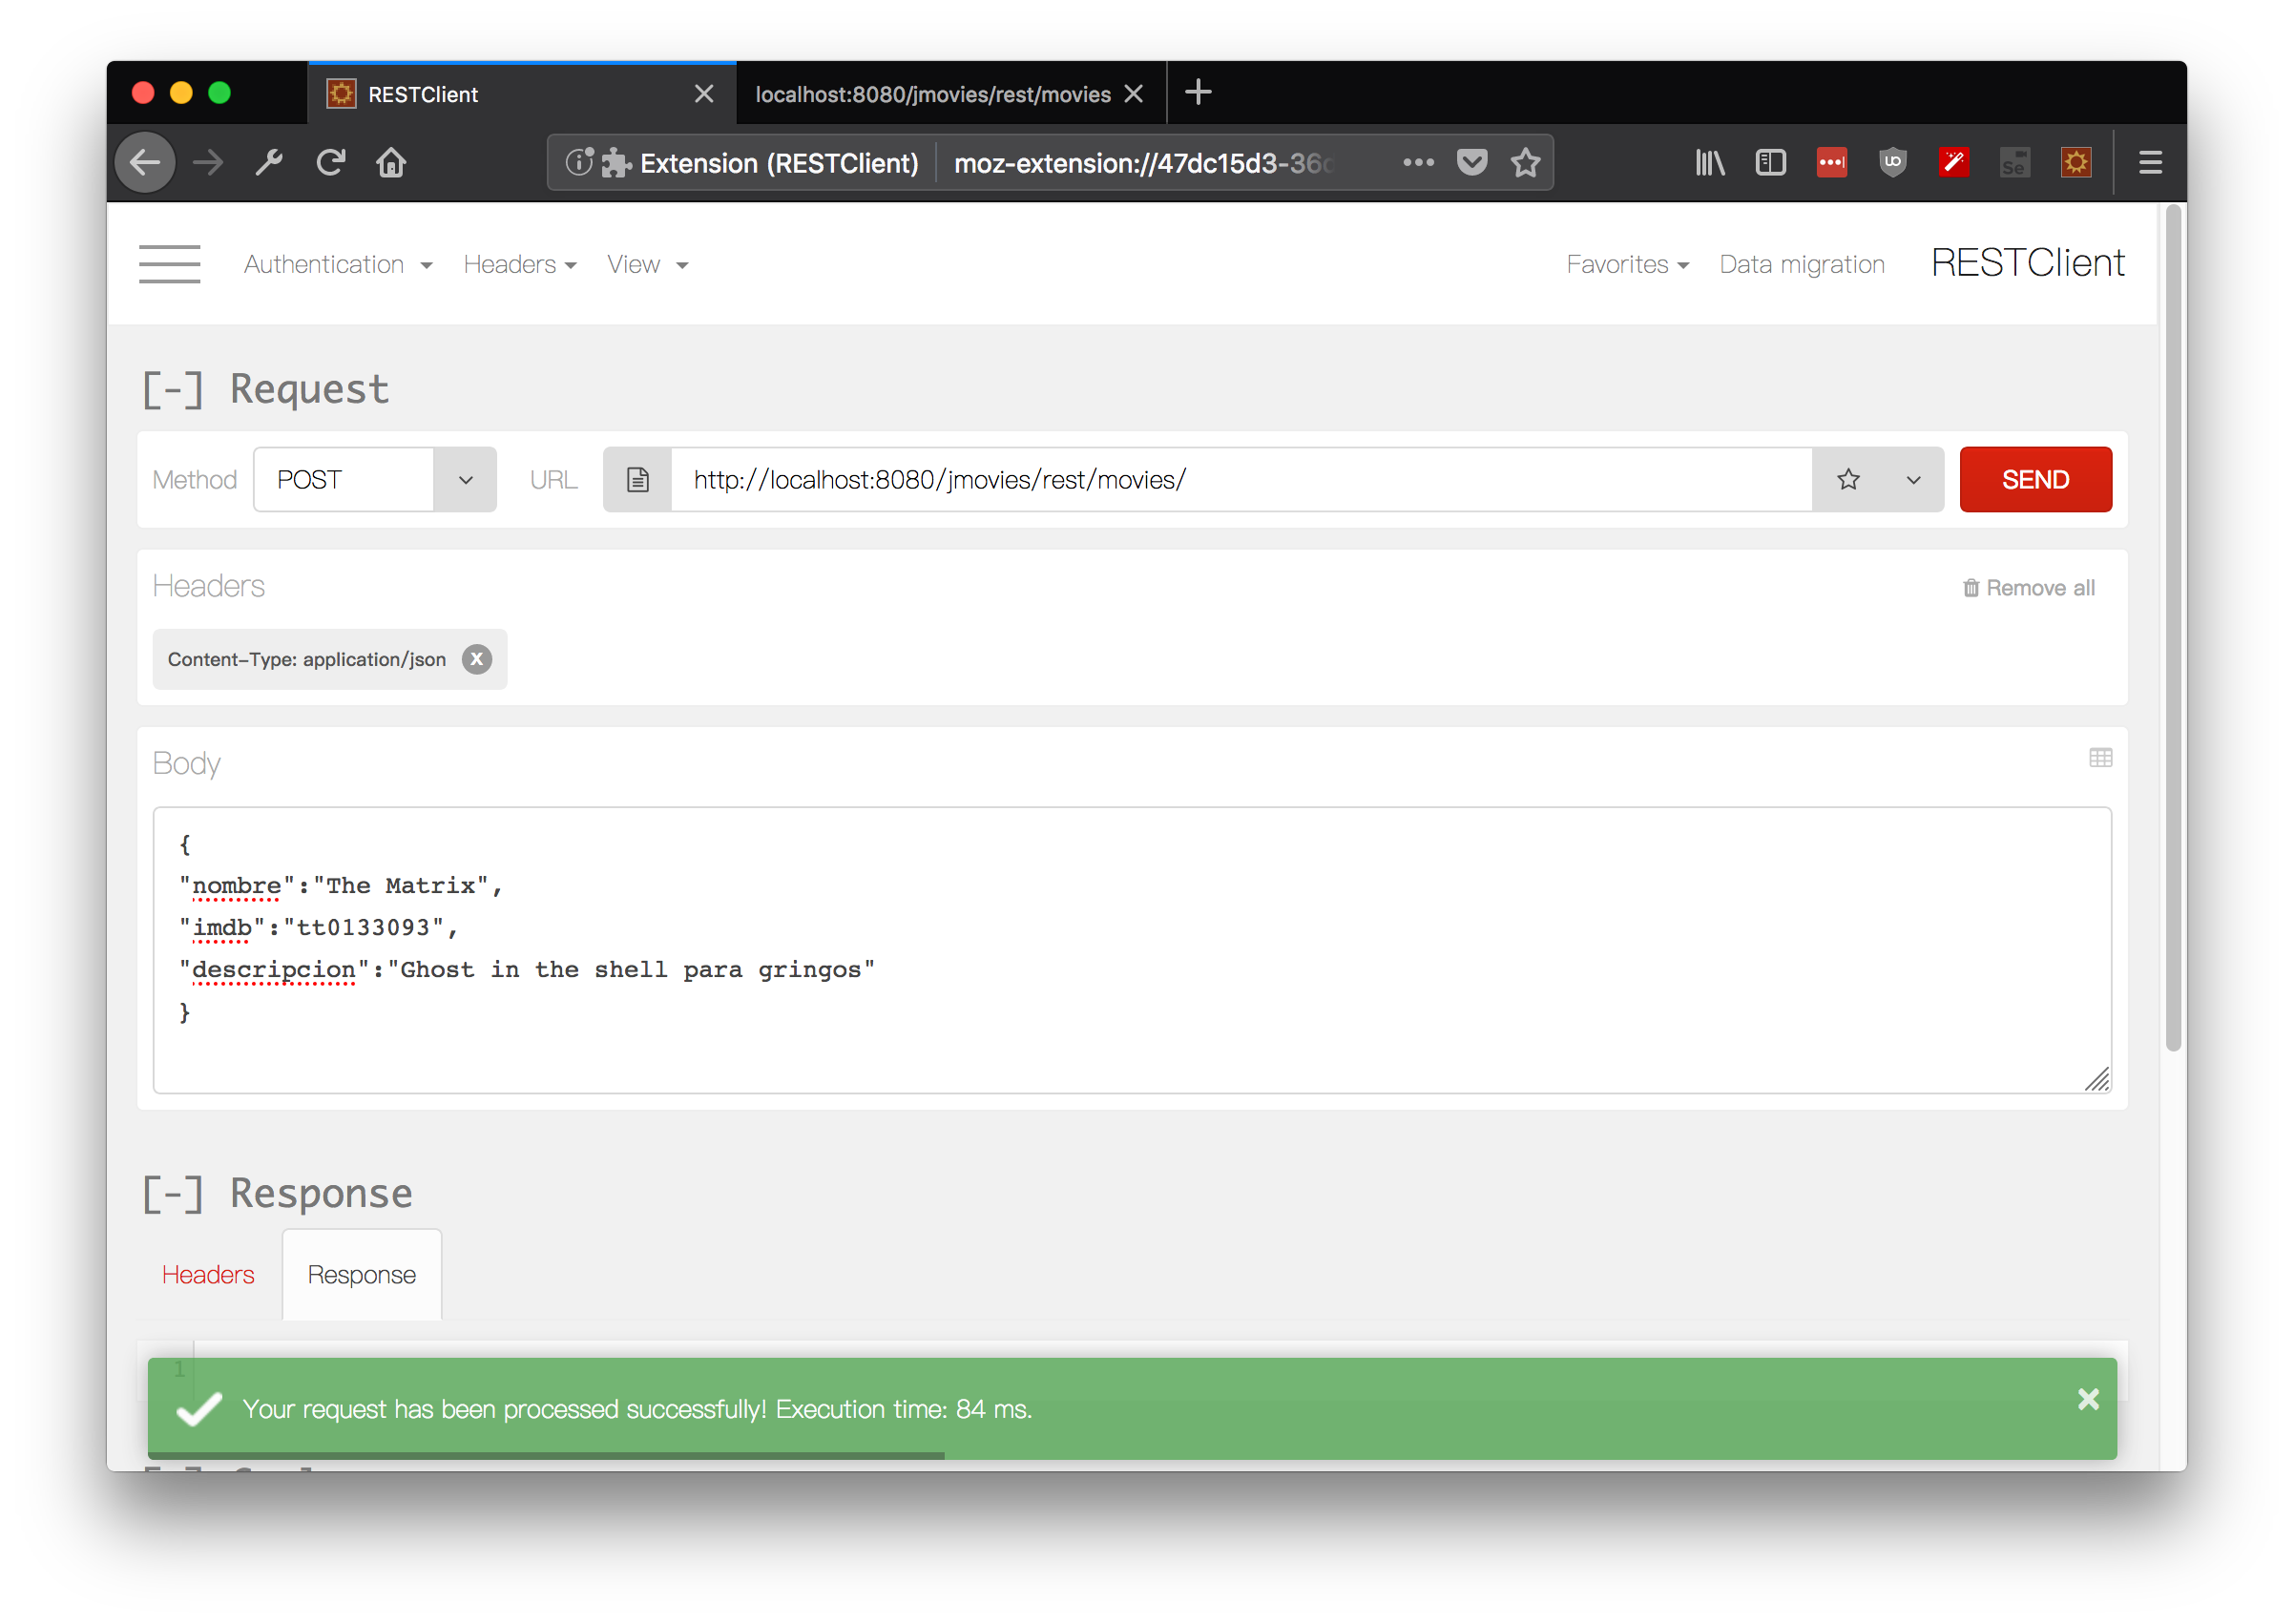 RESTClient
localhost:8080/jmovies/rest/movies
Extension (RESTClient) moz-extension://47dc15d3-36
Se
Authentication Headers View Favorites Data migration RESTClient
[-] Request
Method POST URL http://localhost:8080/jmovies/rest/movies/ SEND
Headers Remove all
Content-Type: application/json x
Body
{
"nombre":"The Matrix",
"imdb":"tt0133093",
"descripcion":"Ghost in the shell para gringos"
}
[-] Response
Headers Response
1
Your request has been processed successfully! Execution time: 84 ms.